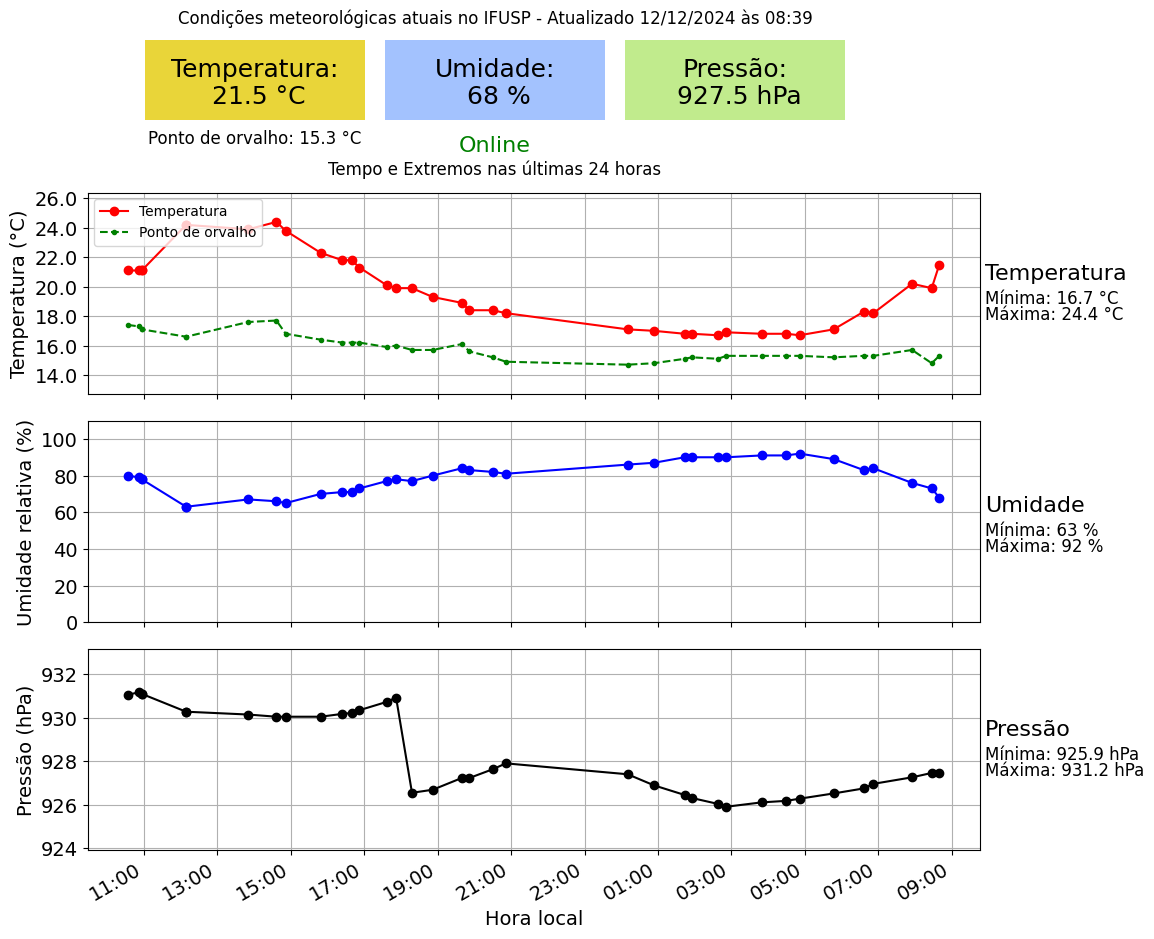 Condições meteorológicas atuais no IFUSP - Atualizado 12/12/2024 às 08:39
Temperatura:
21.5 °C
Umidade:
68 %
Pressão:
927.5 hPa
Ponto de orvalho: 15.3 °C
Online
Tempo e Extremos nas últimas 24 horas
Temperatura (°C)
26.0
24.0
22.0
20.0
18.0
16.0
14.0
Temperatura
Ponto de orvalho
Temperatura
Mínima: 16.7 °C
Máxima: 24.4 °C
Umidade relativa (%)
100
80
60
40
20
0
Umidade
Mínima: 63 %
Máxima: 92 %
Pressão (hPa)
932
930
928
926
924
Pressão
Mínima: 925.9 hPa
Máxima: 931.2 hPa
11:00 13:00 15:00 17:00 19:00 21:00 23:00 01:00 03:00 05:00 07:00 09:00
Hora local